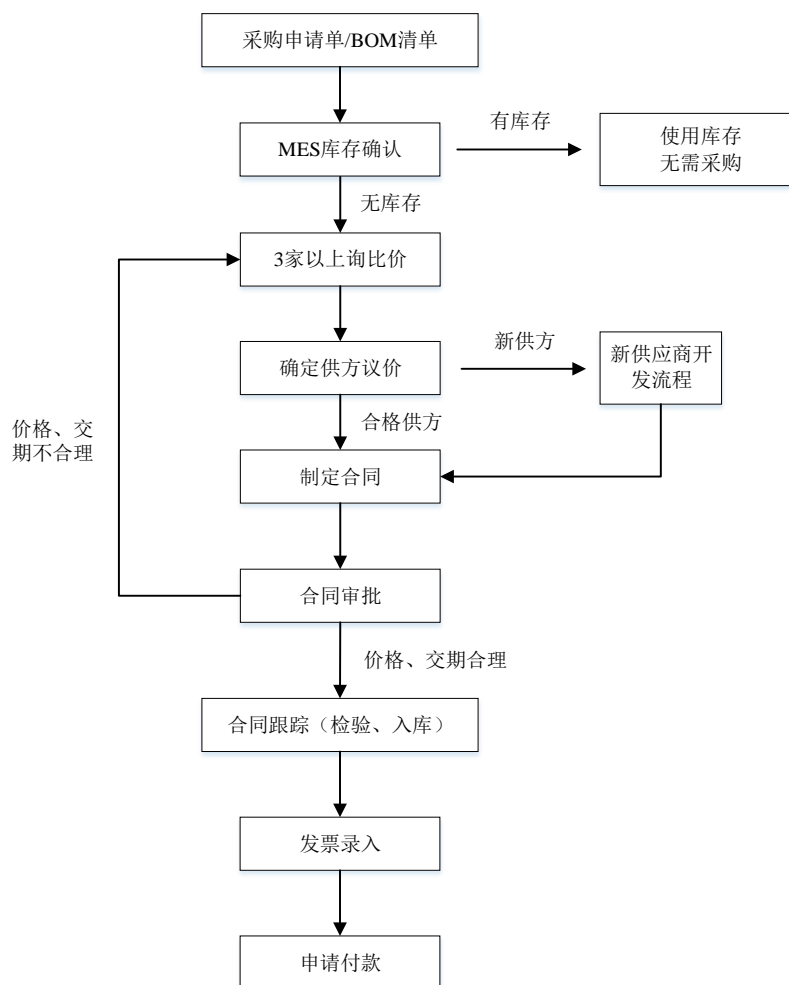 采购申请单/BOM清单
MES库存确认
有库存
使用库存
无需采购
无库存
3家以上询比价
确定供方议价
新供方
新供应商开
发流程
价格、交
期不合理
合格供方
制定合同
合同审批
价格、交期合理
合同跟踪（检验、入库）
发票录入
申请付款